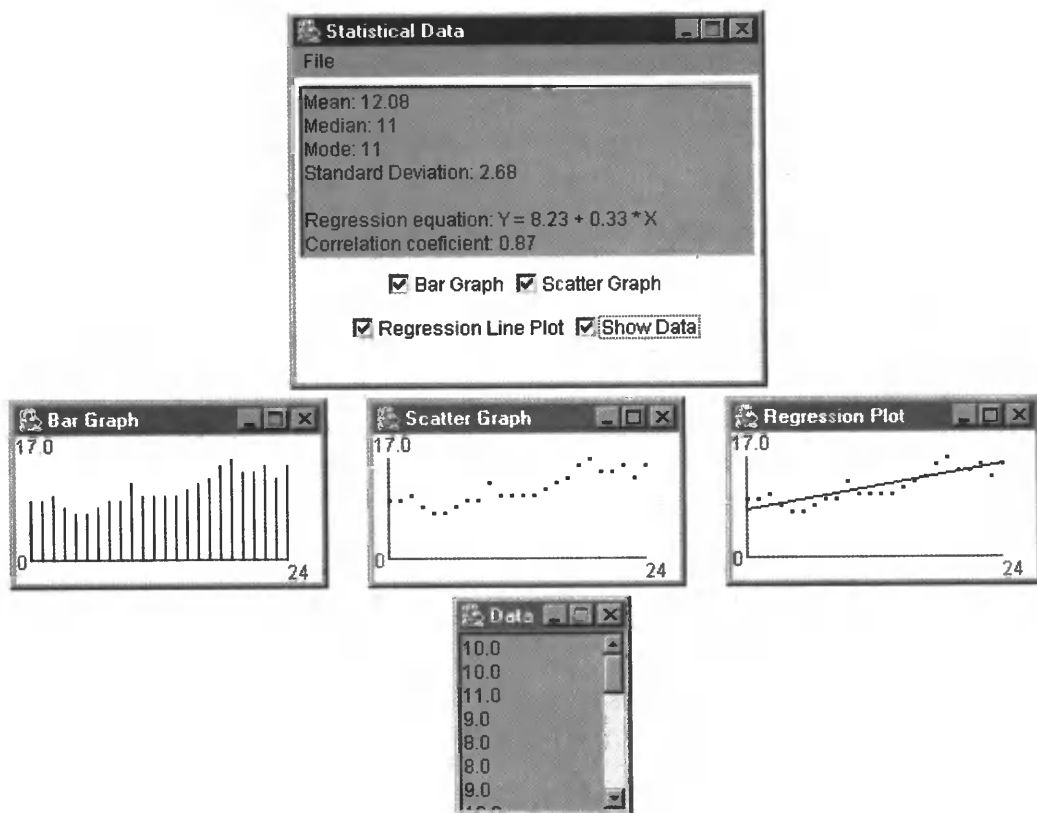 Statistical Data
File
Mean: 12.08
Median: 11
Mode: 11
Standard Deviation: 2.68
Regression equation: Y = 8.23 + 0.33 * X
Correlation coeficient: 0.87
Bar Graph Scatter Graph
Regression Line Plot Show Data
Bar Graph
17.0
0
24
Scatter Graph
17.0
0
24
Regression Plot
17.0
0
24
Data
10.0
10.0
11.0
9.0
8.0
8.0
9.0